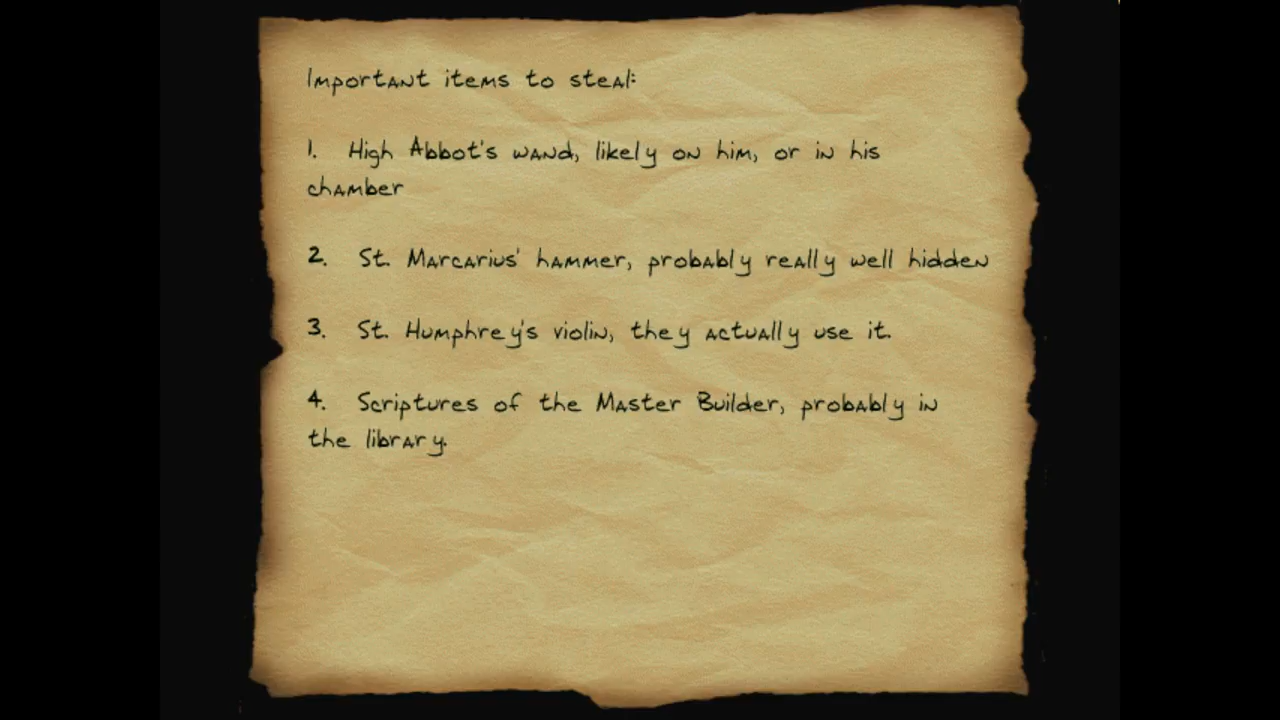 Important items to steal:
1. High Abbot's wand, likely on him, or in his
chamber
2. St. Marcarius' hammer, probably really well hidden
3. St. Humphrey's violin, they actually use it.
4. Scriptures of the Master Builder, probably in
the library.